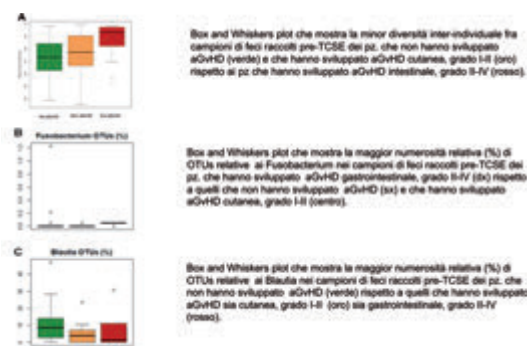 A
Box and Whiskers plot che mostra la minor diversità inter-individuale fra
campioni di feci raccolti pre-TCSE dei pz. che non hanno sviluppato
aGvHD (verde) e che hanno sviluppato aGvHD cutanea, grado I-II (oro)
rispetto ai pz che hanno sviluppato aGvHD intestinale, grado II-IV (rosso).
B
Fusobacterium OTUs (%)
Box and Whiskers plot che mostra la maggior numerosità relativa (%) di
OTUs relative ai Fusobacterium nei campioni di feci raccolti pre-TCSE dei
pz. che hanno sviluppato aGvHD gastrointestinale, grado II-IV (dx) rispetto
a quelli che non hanno sviluppato aGvHD (sx) e che hanno sviluppato
aGvHD cutanea, grado I-II (centro).
C
Blautia OTUs (%)
Box and Whiskers plot che mostra la maggior numerosità relativa (%) di
OTUs relative ai Blautia nei campioni di feci raccolti pre-TCSE dei pz. che
non hanno sviluppato aGvHD (verde) rispetto a quelli che hanno sviluppato
aGvHD sia cutanea, grado I-II (oro) sia gastrointestinale, grado II-IV
(rosso).